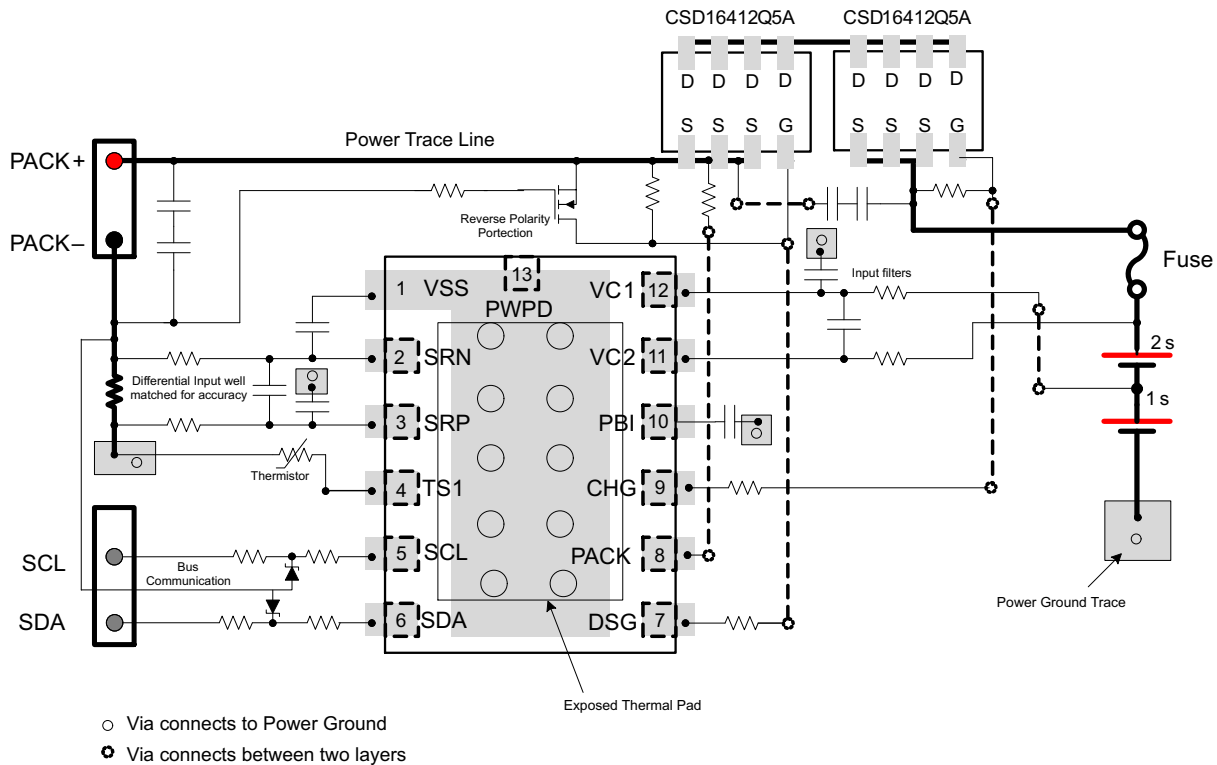 CSD16412Q5A CSD16412Q5A
D D D D D D D D
S S S G S S S G
Power Trace Line
PACK+
PACK–
Reverse Polarity
Portection
Fuse
Input filters
1 VSS
13
PWPD
VC1 12
2 SRN
VC2 11
2 s
1 s
Differential Input well
matched for accuracy
3 SRP
PBI 10
Thermistor
4 TS1
CHG 9
SCL
Bus
Communication
5 SCL
PACK 8
SDA
6 SDA
DSG 7
Power Ground Trace
Exposed Thermal Pad
Via connects to Power Ground
Via connects between two layers